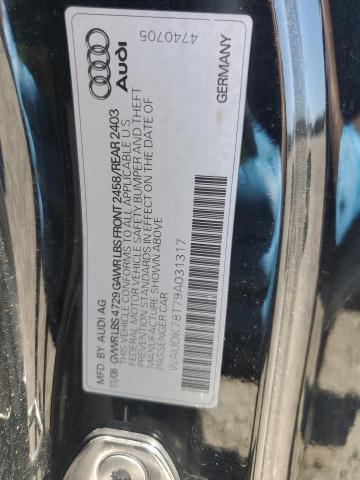 Audi
4740705
GERMANY
MFD. BY AUDI AG
11/08 GVWR LBS 4729 GAWR LBS FRONT 2458/REAR 2403
THIS VEHICLE CONFORMS TO ALL APPLICABLE U.S.
FEDERAL MOTOR VEHICLE SAFETY BUMPER AND THEFT
PREVENTION STANDARDS IN EFFECT ON THE DATE OF
MANUFACTURE SHOWN ABOVE
PASSENGER CAR
WAUDK78T79A031317